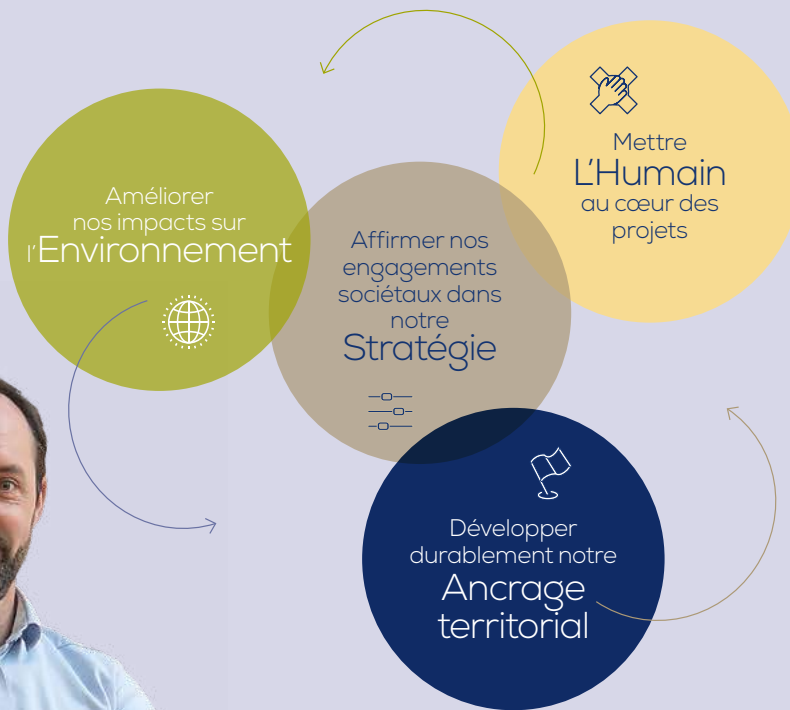 Améliorer
nos impacts sur
l'Environnement
Affirmer nos
engagements
sociétaux dans
notre
Stratégie
Mettre
L'Humain
au cœur des
projets
Développer
durablement notre
Ancrage
territorial